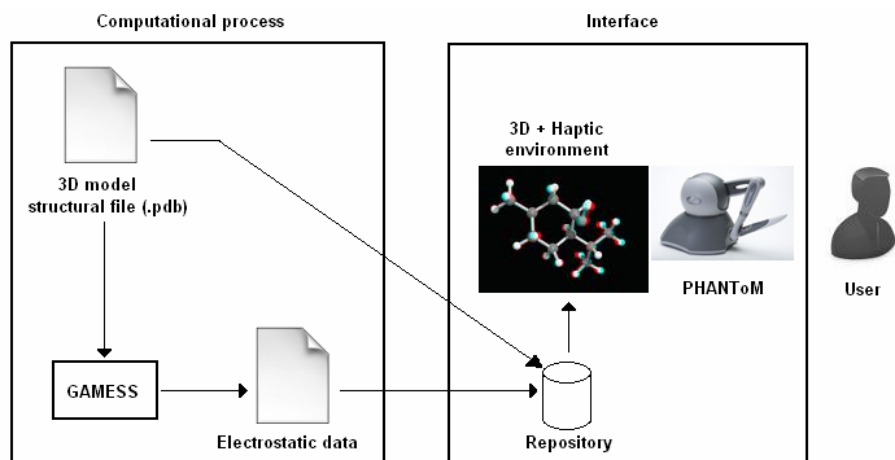 Computational process
Interface
3D model
structural file (.pdb)
3D + Haptic
environment
PHANToM
User
GAMESS
Electrostatic data
Repository